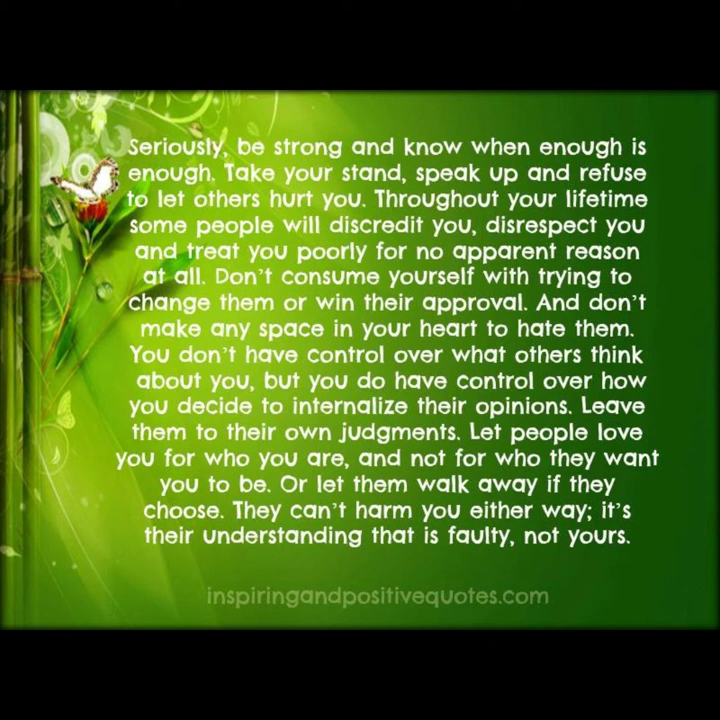 Seriously, be strong and know when enough is
enough. Take your stand, speak up and refuse
to let others hurt you. Throughout your lifetime
some people will discredit you, disrespect you
and treat you poorly for no apparent reason
at all. Don't consume yourself with trying to
change them or win their approval. And don't
make any space in your heart to hate them.
You don't have control over what others think
about you, but you do have control over how
you decide to internalize their opinions. Leave
them to their own judgments. Let people love
you for who you are, and not for who they want
you to be. Or let them walk away if they
choose. They can't harm you either way; it's
their understanding that is faulty, not yours.
inspiringandpositivequotes.com